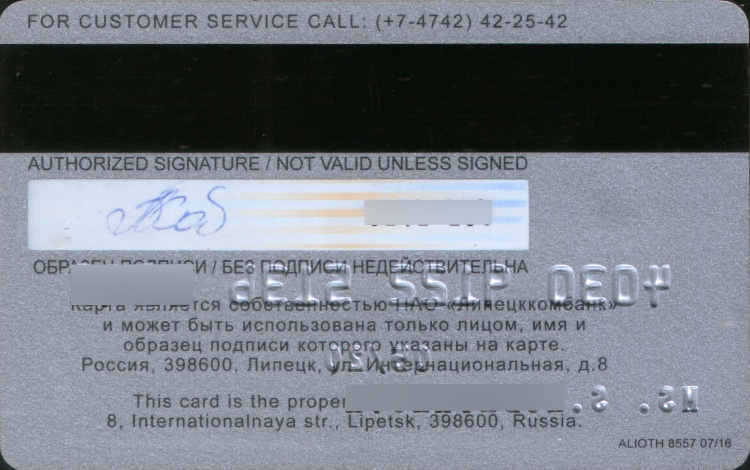 FOR CUSTOMER SERVICE CALL: (+7-4742) 42-25-42
AUTHORIZED SIGNATURE / NOT VALID UNLESS SIGNED
ОБРАЗЕЦ ПОДПИСИ / БЕЗ ПОДПИСИ НЕДЕЙСТВИТЕЛЬНА
Карта является собственностью ПАО «Липецккомбанк»
и может быть использована только лицом, имя и
образец подписи которого указаны на карте.
Россия, 398600, Липецк, ул. Интернациональная, д.8
This card is the
8, Internationalnaya str., Lipetsk, 398600, Russia.
ALIOTH 8557 07/16